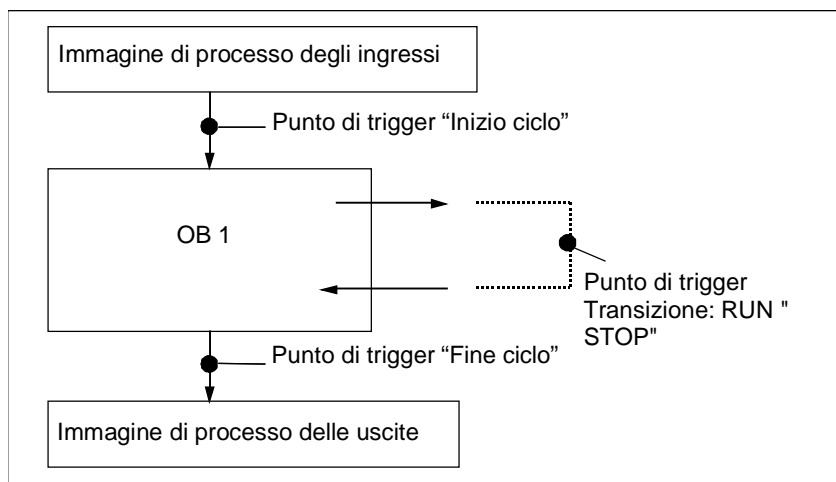 Immagine di processo degli ingressi
Punto di trigger “Inizio ciclo”
OB 1
Punto di trigger
Transizione: RUN "
STOP"
Punto di trigger “Fine ciclo”
Immagine di processo delle uscite